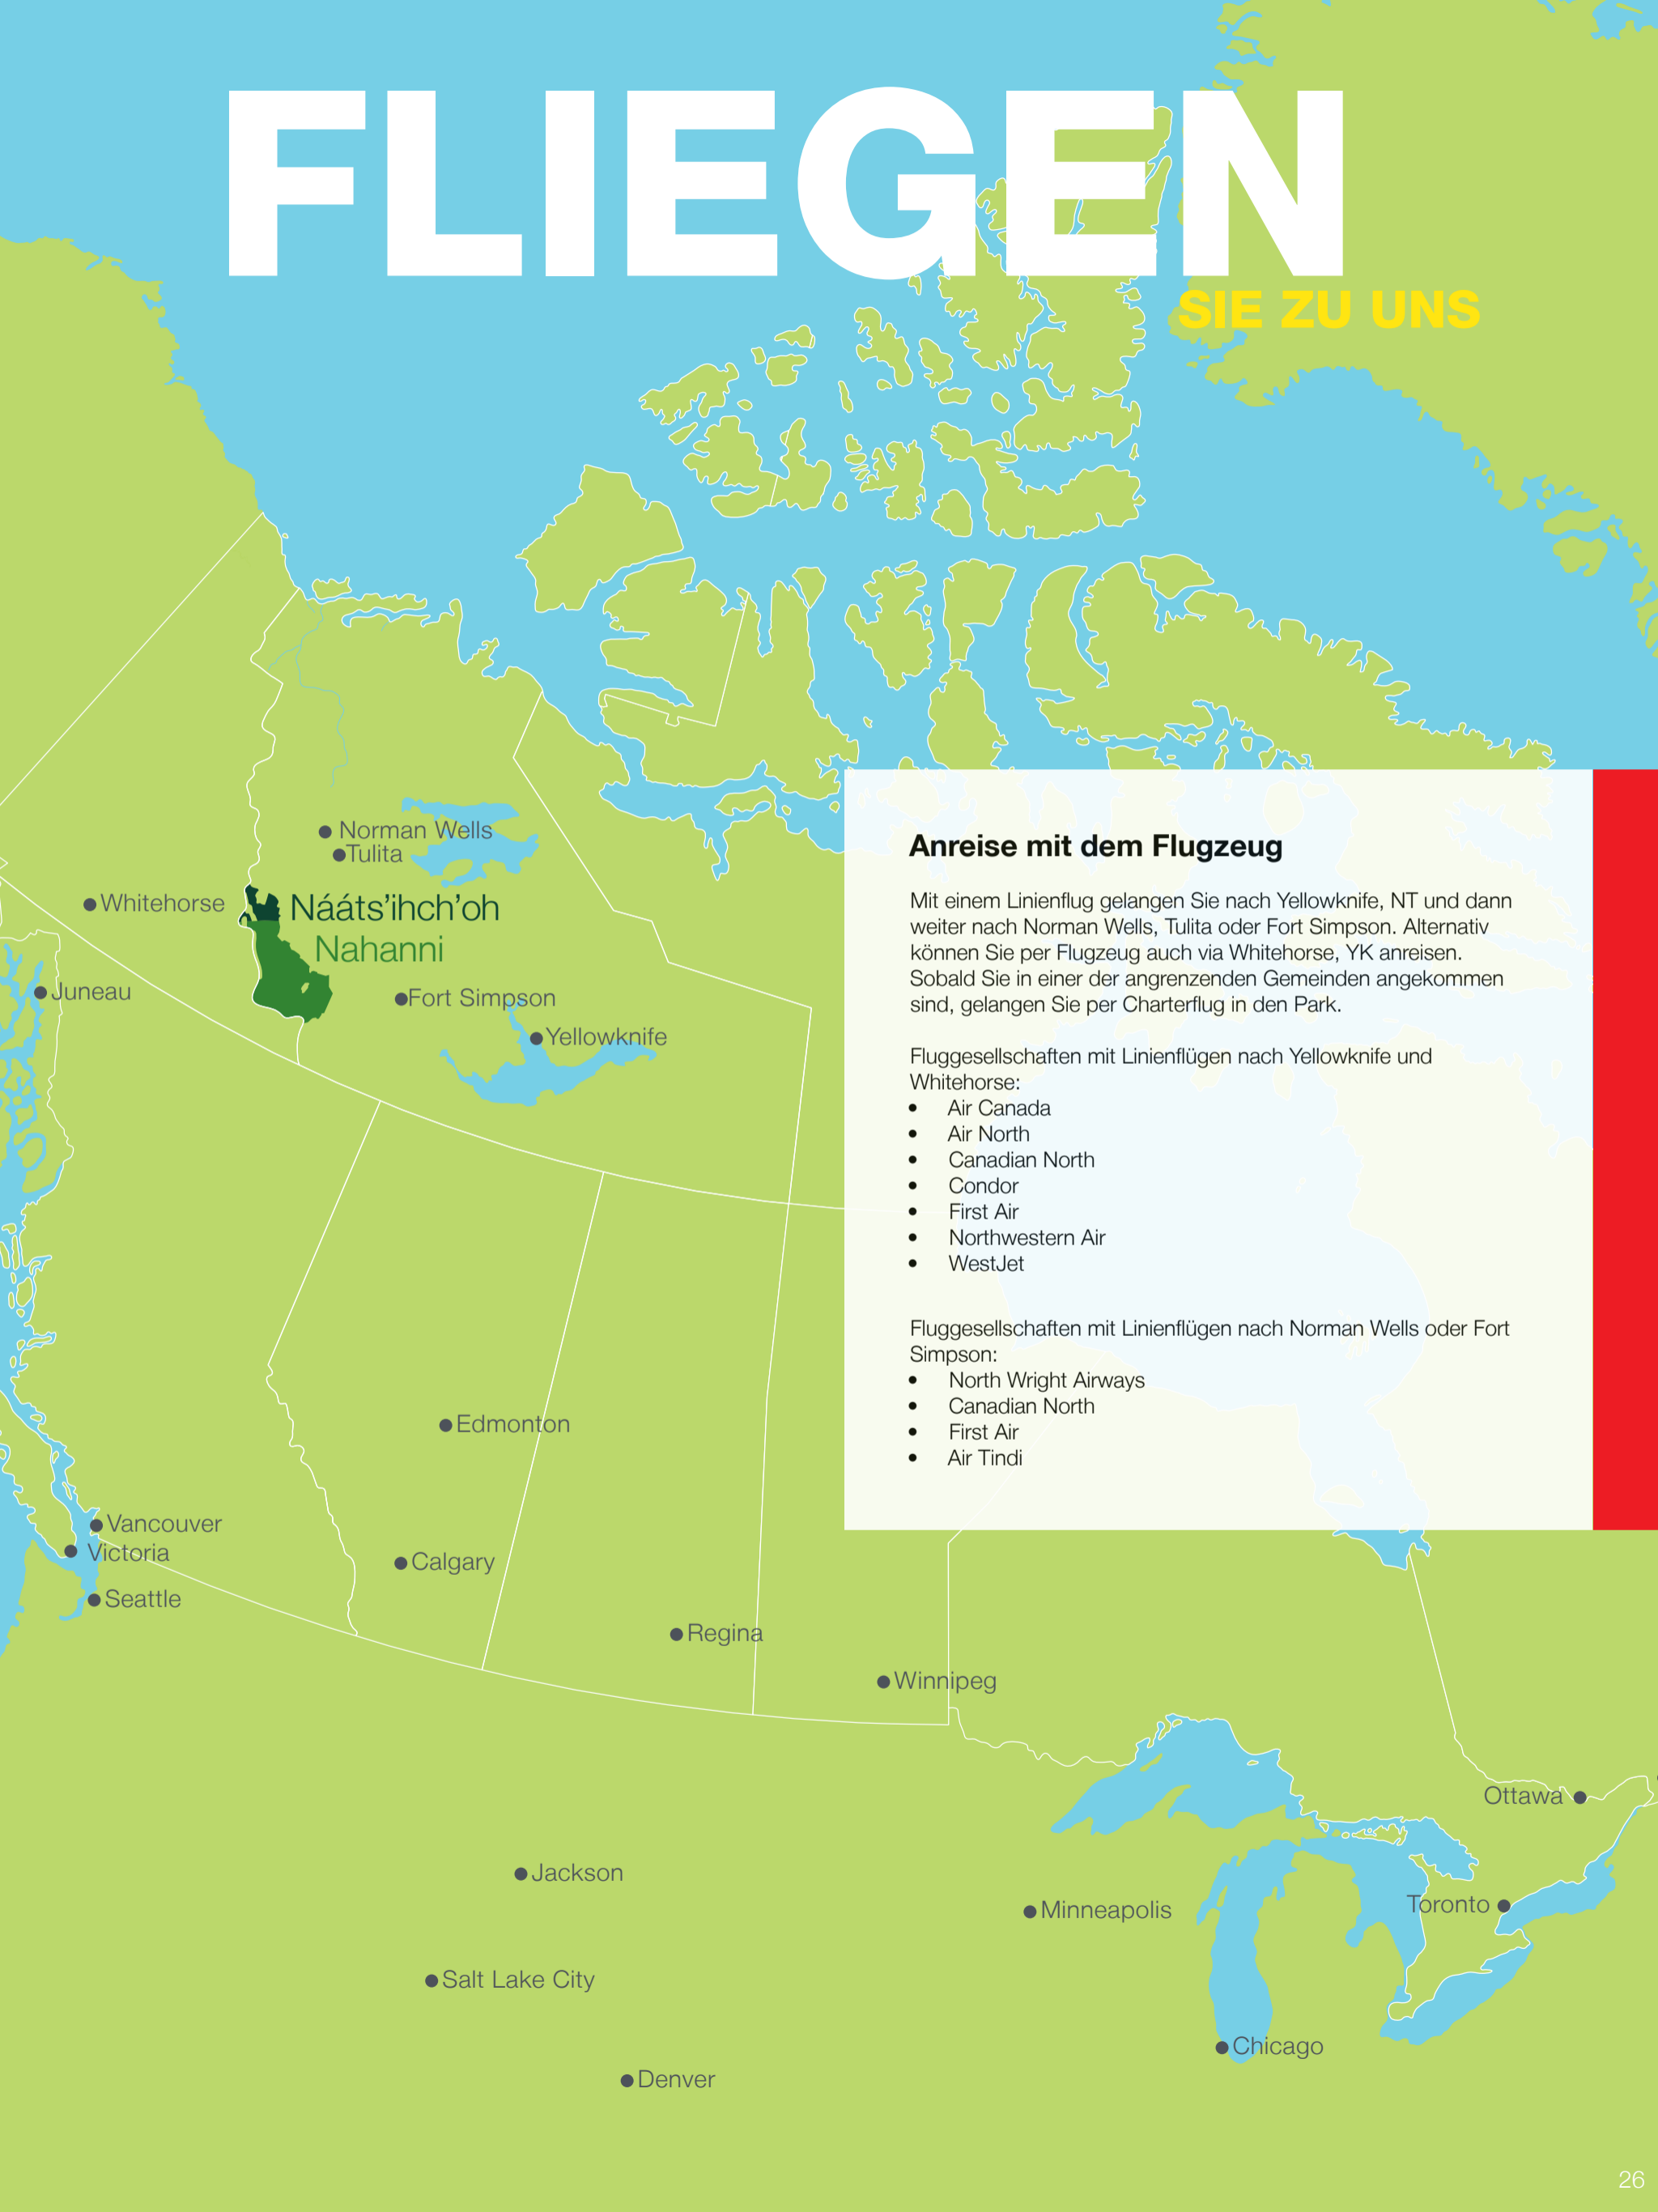 FLIEGEN
SIE ZU UNS
Norman Wells
Tulita
Whitehorse
Nááts'ihch'oh
Nahanni
Juneau
Fort Simpson
Yellowknife
Anreise mit dem Flugzeug
Mit einem Linienflug gelangen Sie nach Yellowknife, NT und dann
weiter nach Norman Wells, Tulita oder Fort Simpson. Alternativ
können Sie per Flugzeug auch via Whitehorse, YK anreisen.
Sobald Sie in einer der angrenzenden Gemeinden angekommen
sind, gelangen Sie per Charterflug in den Park.
Fluggesellschaften mit Linienflügen nach Yellowknife und
Whitehorse:
• Air Canada
• Air North
• Canadian North
• Condor
• First Air
• Northwestern Air
• WestJet
Fluggesellschaften mit Linienflügen nach Norman Wells oder Fort
Simpson:
• North Wright Airways
• Canadian North
• First Air
• Air Tindi
Edmonton
Vancouver
Victoria
Calgary
Seattle
Regina
Winnipeg
Ottawa
Jackson
Minneapolis
Toronto
Salt Lake City
Chicago
Denver
26